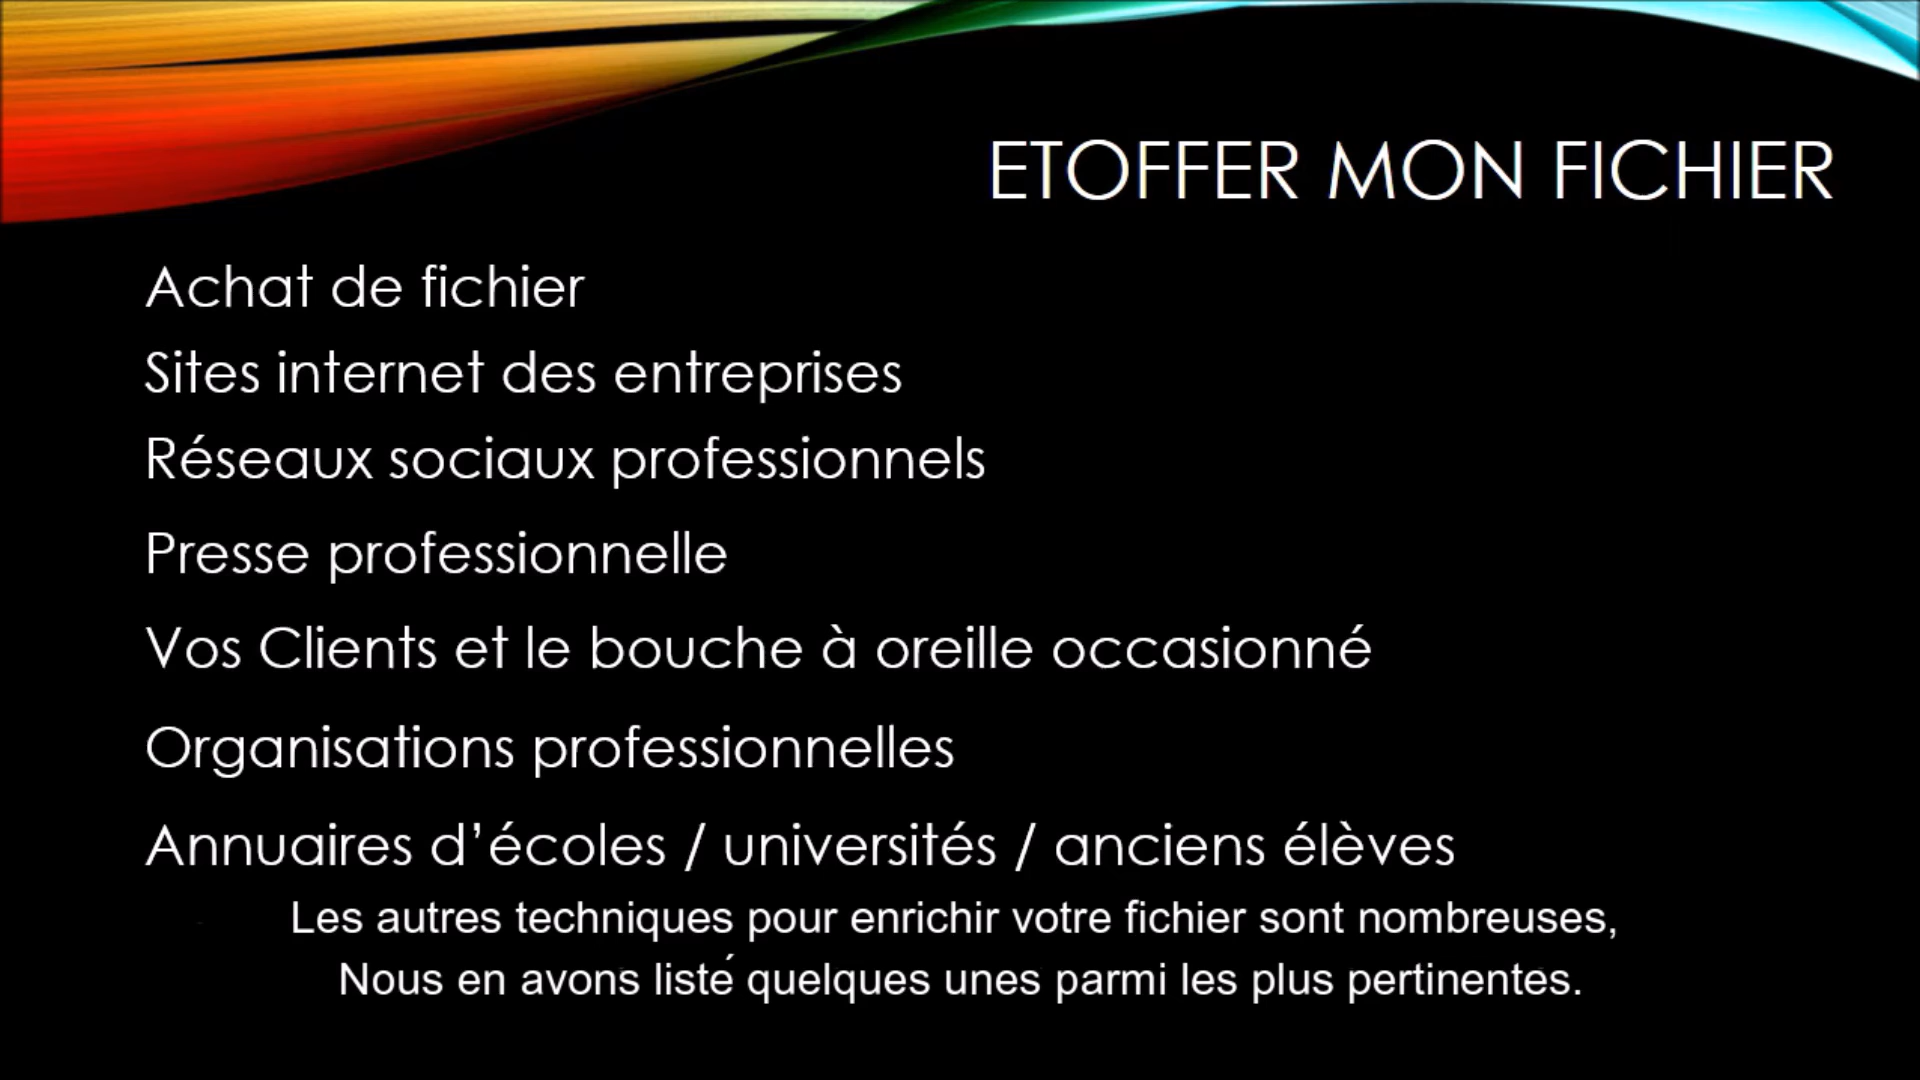 ETOFFER MON FICHIER
Achat de fichier
Sites internet des entreprises
Réseaux sociaux professionnels
Presse professionnelle
Vos Clients et le bouche à oreille occasionné
Organisations professionnelles
Annuaires d’écoles / universités / anciens élèves
Les autres techniques pour enrichir votre fichier sont nombreuses,
Nous en avons listé quelques unes parmi les plus pertinentes.